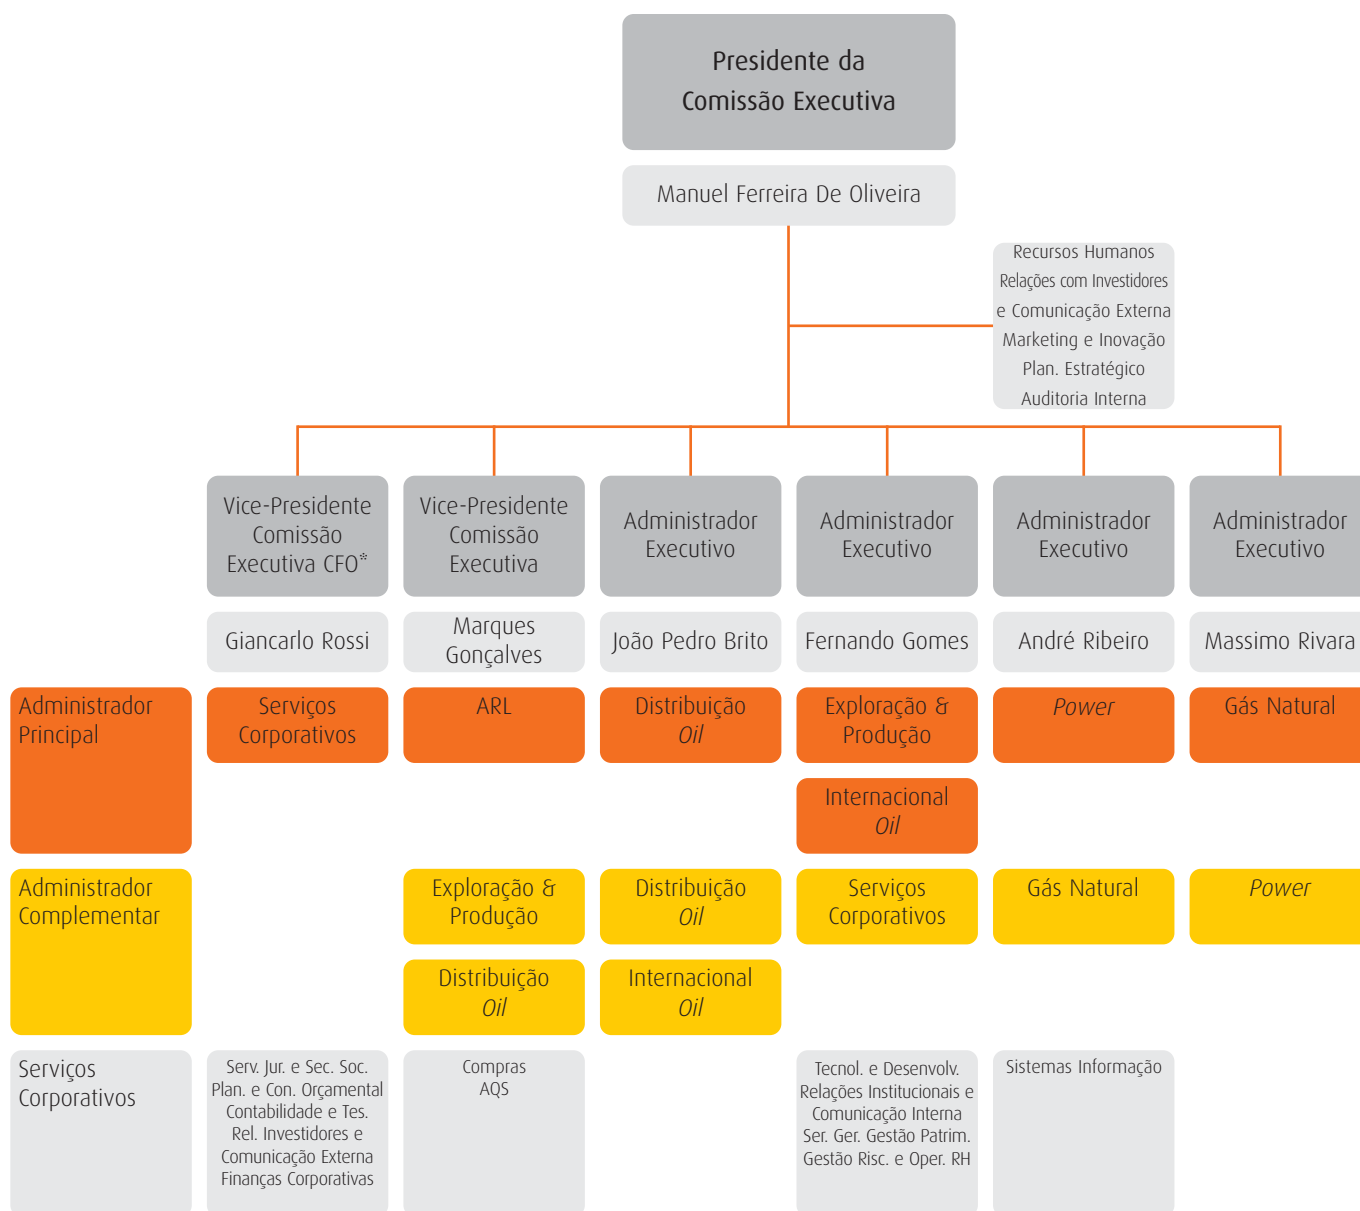 Presidente da
Comissão Executiva
Manuel Ferreira De Oliveira
Recursos Humanos
Relações com Investidores
e Comunicação Externa
Marketing e Inovação
Plan. Estratégico
Auditoria Interna
Vice-Presidente
Comissão
Executiva CFO*
Vice-Presidente
Comissão
Executiva
Administrador
Executivo
Administrador
Executivo
Administrador
Executivo
Administrador
Executivo
Giancarlo Rossi
Marques
Gonçalves
João Pedro Brito
Fernando Gomes
André Ribeiro
Massimo Rivara
Administrador
Principal
Serviços
Corporativos
ARL
Distribuição
Oil
Exploração &
Produção
Power
Gás Natural
Internacional
Oil
Administrador
Complementar
Exploração &
Produção
Distribuição
Oil
Serviços
Corporativos
Gás Natural
Power
Distribuição
Oil
Internacional
Oil
Serviços
Corporativos
Serv. Jur. e Sec. Soc.
Plan. e Con. Orçamental
Contabilidade e Tes.
Rel. Investidores e
Comunicação Externa
Finanças Corporativas
Compras
AQS
Tecnol. e Desenvolv.
Relações Institucionais e
Comunicação Interna
Ser. Ger. Gestão Patrim.
Gestão Risc. e Oper. RH
Sistemas Informação